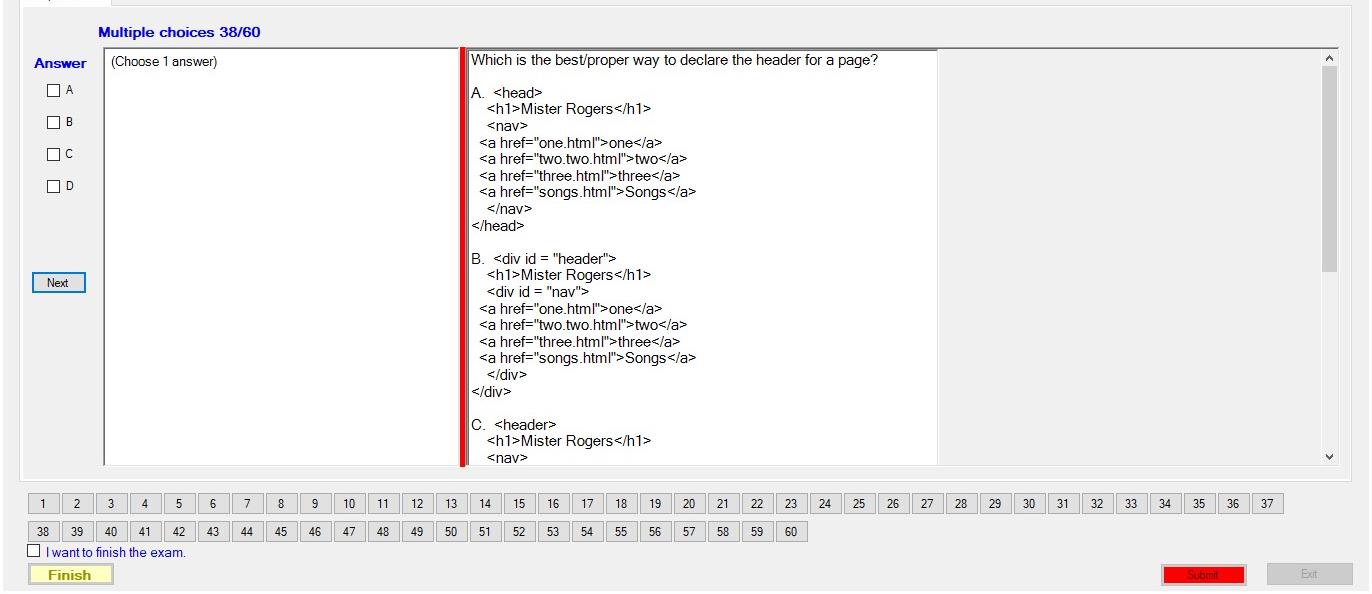 Multiple choices 38/60
Answer
(Choose 1 answer)
A
B
C
D
Next
Which is the best/proper way to declare the header for a page?
A. <head>
<h1>Mister Rogers</h1>
<nav>
<a href="one.html">one</a>
<a href="two.two.html">two</a>
<a href="three.html">three</a>
<a href="songs.html">Songs</a>
</nav>
</head>
B. <div id = "header">
<h1>Mister Rogers</h1>
<div id = "nav">
<a href="one.html">one</a>
<a href="two.two.html">two</a>
<a href="three.html">three</a>
<a href="songs.html">Songs</a>
</div>
</div>
C. <header>
<h1>Mister Rogers</h1>
<nav>
1 2 3 4 5 6 7 8 9 10 11 12 13 14 15 16 17 18 19 20 21 22 23 24 25 26 27 28 29 30 31 32 33 34 35 36 37
38 39 40 41 42 43 44 45 46 47 48 49 50 51 52 53 54 55 56 57 58 59 60
I want to finish the exam.
Finish
Submit
Exit